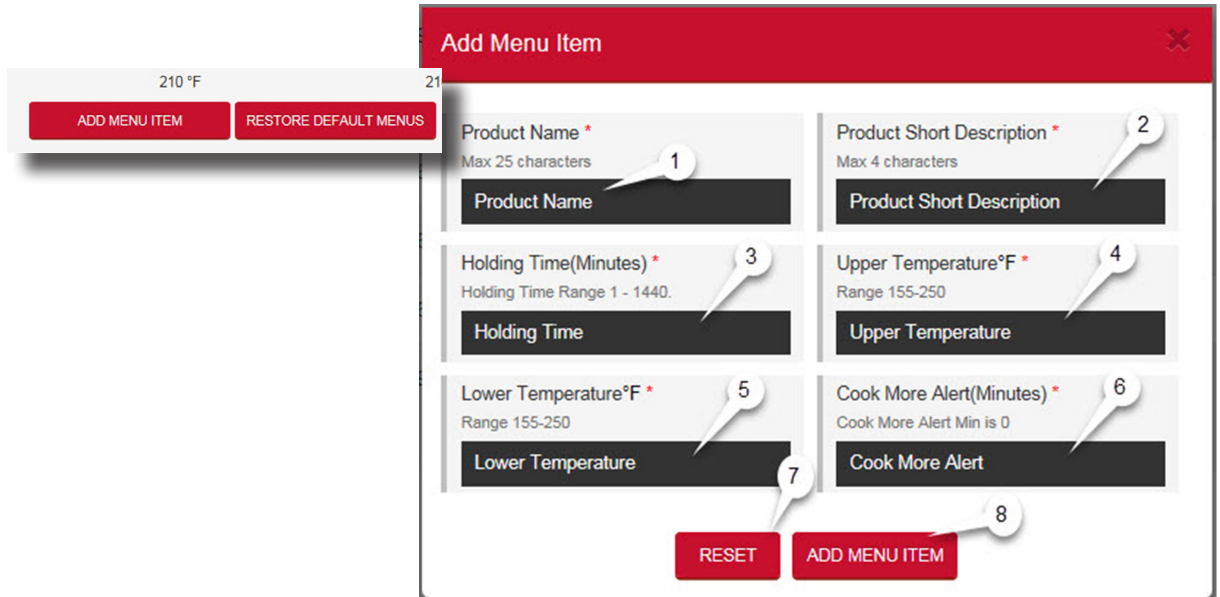 210 °F 21
ADD MENU ITEM RESTORE DEFAULT MENUS
Add Menu Item
Product Name *
Max 25 characters
1
Product Name
Product Short Description *
Max 4 characters
2
Product Short Description
Holding Time(Minutes) *
Holding Time Range 1 - 1440.
3
Holding Time
Upper Temperature°F *
Range 155-250
4
Upper Temperature
Lower Temperature°F *
Range 155-250
5
Lower Temperature
Cook More Alert(Minutes) *
Cook More Alert Min is 0
6
Cook More Alert
7
RESET
8
ADD MENU ITEM